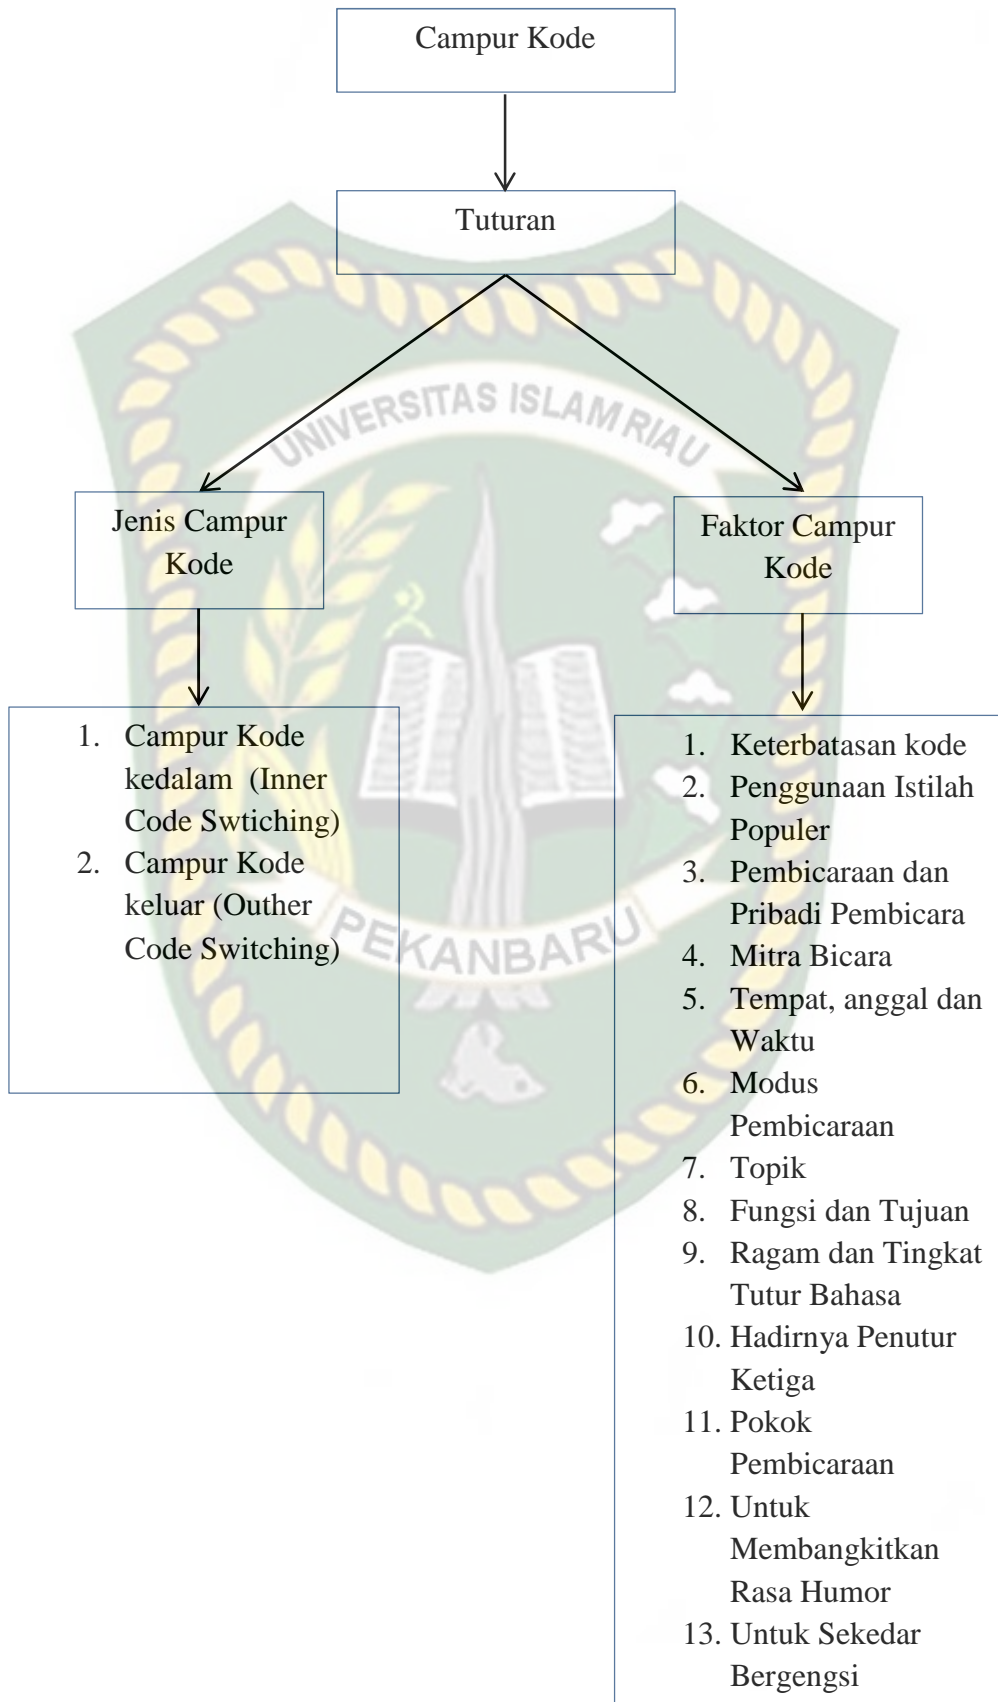 Campur Kode
Tuturan
UNIVERSITAS ISLAM RIAU
Jenis Campur
Kode
Faktor Campur
Kode
1. Campur Kode
kedalam (Inner
Code Swtiching)
2. Campur Kode
keluar (Outher
Code Switching)
PEKANBARU
1. Keterbatasan kode
2. Penggunaan Istilah
Populer
3. Pembicaraan dan
Pribadi Pembicara
4. Mitra Bicara
5. Tempat, anggal dan
Waktu
6. Modus
Pembicaraan
7. Topik
8. Fungsi dan Tujuan
9. Ragam dan Tingkat
Tutur Bahasa
10. Hadirnya Penutur
Ketiga
11. Pokok
Pembicaraan
12. Untuk
Membangkitkan
Rasa Humor
13. Untuk Sekedar
Bergengsi